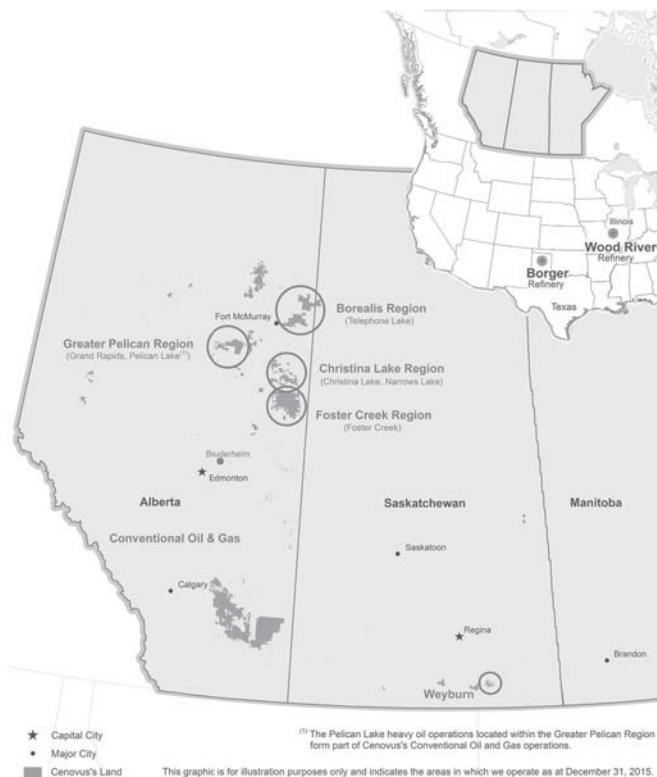 Illinois
Wood River
Refinery
Borger
Refinery
Texas
Borealis Region
(Telephone Lake)
Fort McMurray
Greater Pelican Region
(Grand Rapids, Pelican Lake⁽¹⁾)
Christina Lake Region
(Christina Lake, Narrows Lake)
Foster Creek Region
(Foster Creek)
Bruderheim
Edmonton
Alberta
Saskatchewan
Manitoba
Conventional Oil & Gas
Saskatoon
Calgary
Regina
Brandon
Weyburn
Capital City
Major City
Cenovus's Land
⁽¹⁾ The Pelican Lake heavy oil operations located within the Greater Pelican Region
form part of Cenovus's Conventional Oil and Gas operations.
This graphic is for illustration purposes only and indicates the areas in which we operate as at December 31, 2015.